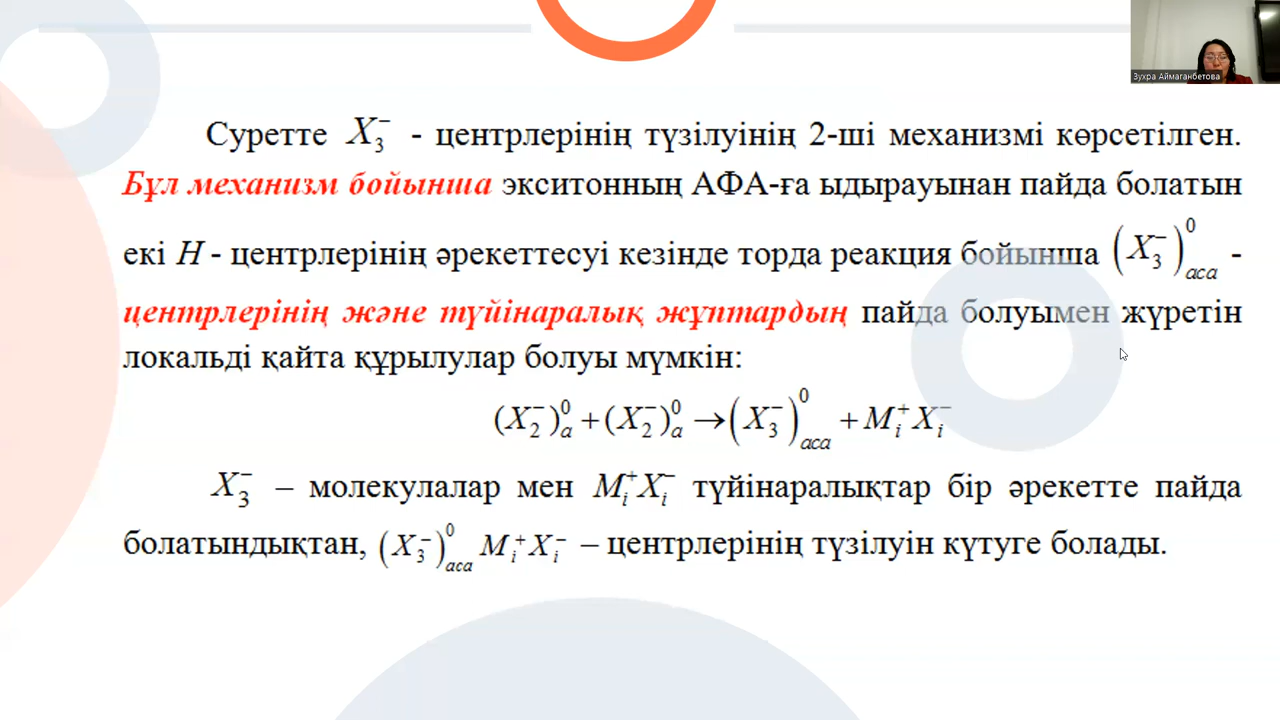 Зухра Аймаганбетова
Суретте X₃⁻ - центрлерінің түзілуінің 2-ші механизмі көрсетілген.
Бұл механизм бойынша экситонның АФА-ға ыдырауынан пайда болатын
екі H - центрлерінің әрекеттесуі кезінде торда реакция бойынша (X₃⁻)⁰ₐcₐ -
центрлерінің және түйінаралық жұптардың пайда болуымен жүретін
локальді қайта құрылулар болуы мүмкін:
(X₂⁻)⁰ₐ + (X₂⁻)⁰ₐ → (X₃⁻)⁰ₐcₐ + Mᵢ⁺Xᵢ⁻
X₃⁻ – молекулалар мен Mᵢ⁺Xᵢ⁻ түйінаралықтар бір әрекетте пайда
болатындықтан, (X₃⁻)⁰ₐcₐ Mᵢ⁺Xᵢ⁻ – центрлерінің түзілуін күтуге болады.